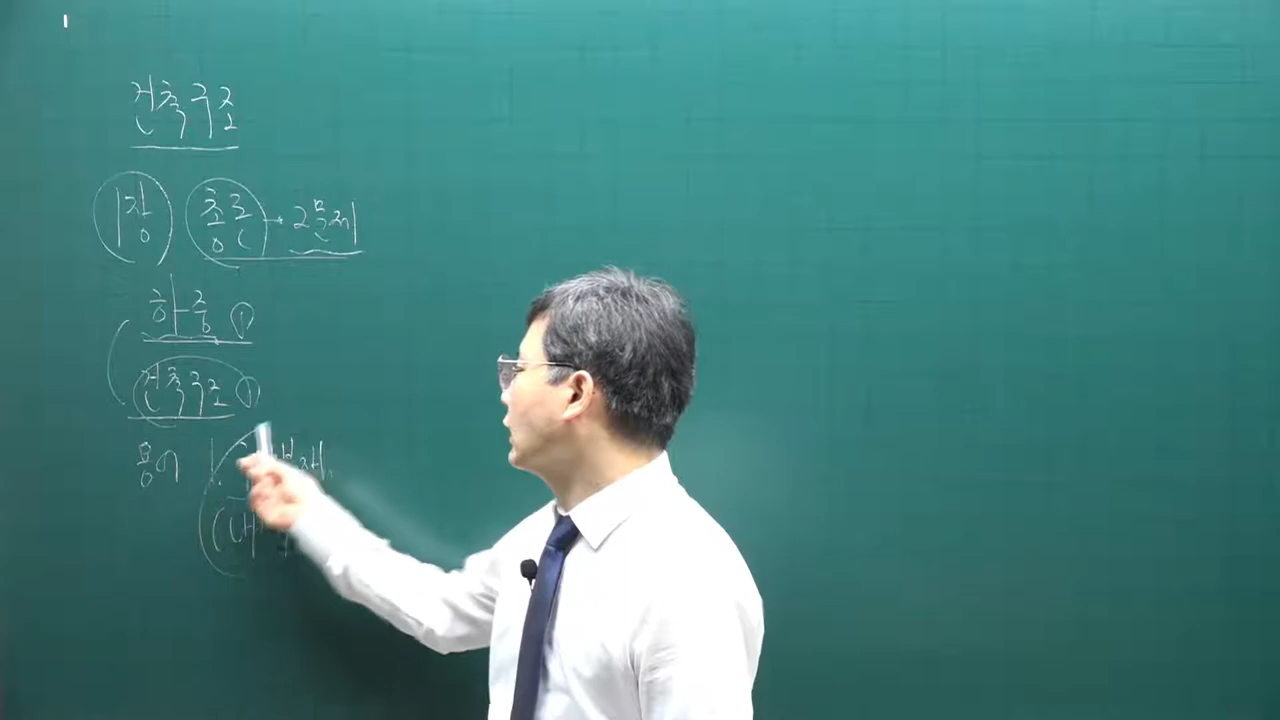 건축구조
1장 총론 → 2문제
하중 ①
건축구조 ①
용어